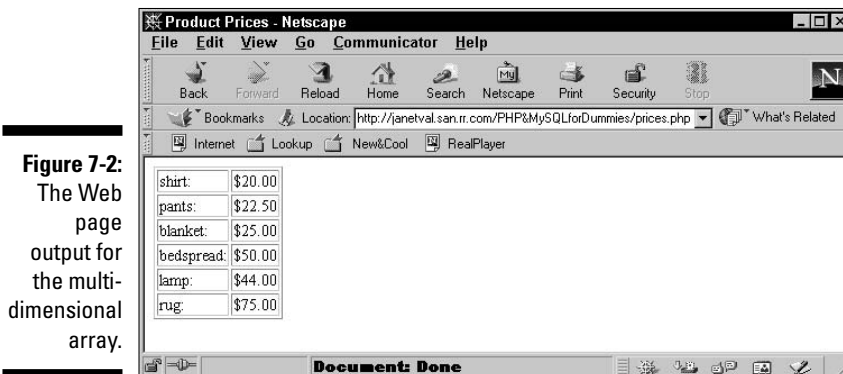 Product Prices - Netscape
File Edit View Go Communicator Help
Back Forward Reload Home Search Netscape Print Security Stop
My
N
Bookmarks Location: http://janetval.san.rr.com/PHP&MySQLforDummies/prices.php What's Related
Internet Lookup New&Cool RealPlayer
Figure 7-2:
The Web
page
output for
the multi-
dimensional
array.
shirt: $20.00
pants: $22.50
blanket: $25.00
bedspread: $50.00
lamp: $44.00
rug: $75.00
Document: Done